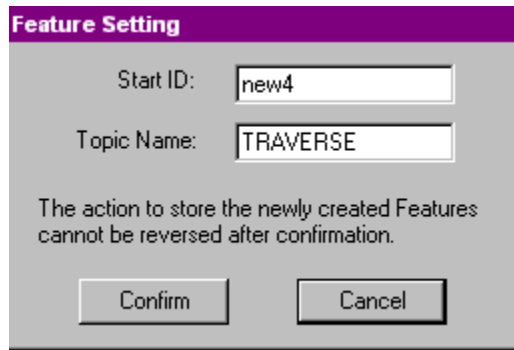 Feature Setting
Start ID: new4
Topic Name: TRAVERSE
The action to store the newly created Features
cannot be reversed after confirmation.
Confirm Cancel